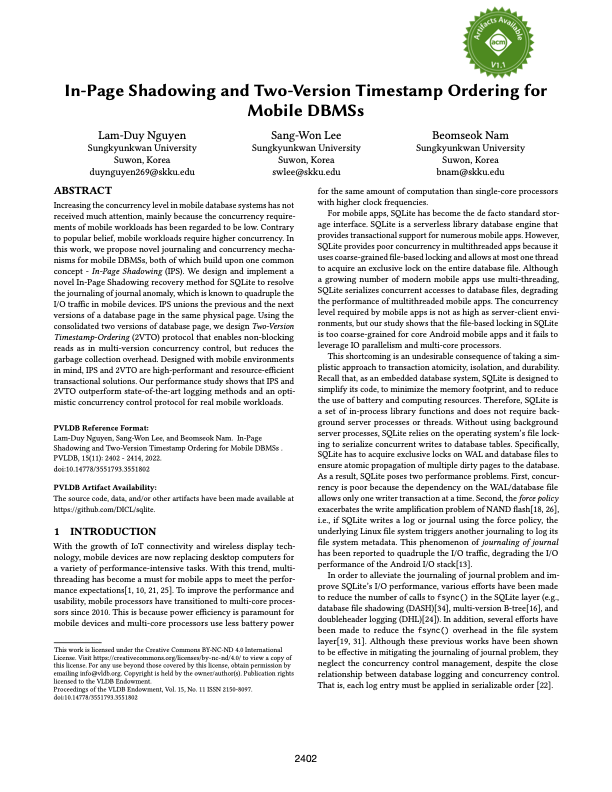 Artifacts Available
acm
V1.1
In-Page Shadowing and Two-Version Timestamp Ordering for
Mobile DBMSs
Lam-Duy Nguyen
Sungkyunkwan University
Suwon, Korea
duynguyen269@skku.edu
Sang-Won Lee
Sungkyunkwan University
Suwon, Korea
swlee@skku.edu
Beomseok Nam
Sungkyunkwan University
Suwon, Korea
bnam@skku.edu
ABSTRACT
Increasing the concurrency level in mobile database systems has not
received much attention, mainly because the concurrency require-
ments of mobile workloads has been regarded to be low. Contrary
to popular belief, mobile workloads require higher concurrency. In
this work, we propose novel journaling and concurrency mecha-
nisms for mobile DBMSs, both of which build upon one common
concept - In-Page Shadowing (IPS). We design and implement a
novel In-Page Shadowing recovery method for SQLite to resolve
the journaling of journal anomaly, which is known to quadruple the
I/O traffic in mobile devices. IPS unions the previous and the next
versions of a database page in the same physical page. Using the
consolidated two versions of database page, we design Two-Version
Timestamp-Ordering (2VTO) protocol that enables non-blocking
reads as in multi-version concurrency control, but reduces the
garbage collection overhead. Designed with mobile environments
in mind, IPS and 2VTO are high-performant and resource-efficient
transactional solutions. Our performance study shows that IPS and
2VTO outperform state-of-the-art logging methods and an opti-
mistic concurrency control protocol for real mobile workloads.
PVLDB Reference Format:
Lam-Duy Nguyen, Sang-Won Lee, and Beomseok Nam. In-Page
Shadowing and Two-Version Timestamp Ordering for Mobile DBMSs .
PVLDB, 15(11): 2402 - 2414, 2022.
doi:10.14778/3551793.3551802
PVLDB Artifact Availability:
The source code, data, and/or other artifacts have been made available at
https://github.com/DICL/sqlite.
1 INTRODUCTION
With the growth of IoT connectivity and wireless display tech-
nology, mobile devices are now replacing desktop computers for
a variety of performance-intensive tasks. With this trend, multi-
threading has become a must for mobile apps to meet the perfor-
mance expectations[1, 10, 21, 25]. To improve the performance and
usability, mobile processors have transitioned to multi-core proces-
sors since 2010. This is because power efficiency is paramount for
mobile devices and multi-core processors use less battery power
This work is licensed under the Creative Commons BY-NC-ND 4.0 International
License. Visit https://creativecommons.org/licenses/by-nc-nd/4.0/ to view a copy of
this license. For any use beyond those covered by this license, obtain permission by
emailing info@vldb.org. Copyright is held by the owner/author(s). Publication rights
licensed to the VLDB Endowment.
Proceedings of the VLDB Endowment, Vol. 15, No. 11 ISSN 2150-8097.
doi:10.14778/3551793.3551802
for the same amount of computation than single-core processors
with higher clock frequencies.
For mobile apps, SQLite has become the de facto standard stor-
age interface. SQLite is a serverless library database engine that
provides transactional support for numerous mobile apps. However,
SQLite provides poor concurrency in multithreaded apps because it
uses coarse-grained file-based locking and allows at most one thread
to acquire an exclusive lock on the entire database file. Although
a growing number of modern mobile apps use multi-threading,
SQLite serializes concurrent accesses to database files, degrading
the performance of multithreaded mobile apps. The concurrency
level required by mobile apps is not as high as server-client envi-
ronments, but our study shows that the file-based locking in SQLite
is too coarse-grained for core Android mobile apps and it fails to
leverage IO parallelism and multi-core processors.
This shortcoming is an undesirable consequence of taking a sim-
plistic approach to transaction atomicity, isolation, and durability.
Recall that, as an embedded database system, SQLite is designed to
simplify its code, to minimize the memory footprint, and to reduce
the use of battery and computing resources. Therefore, SQLite is
a set of in-process library functions and does not require back-
ground server processes or threads. Without using background
server processes, SQLite relies on the operating system's file lock-
ing to serialize concurrent writes to database tables. Specifically,
SQLite has to acquire exclusive locks on WAL and database files to
ensure atomic propagation of multiple dirty pages to the database.
As a result, SQLite poses two performance problems. First, concur-
rency is poor because the dependency on the WAL/database file
allows only one writer transaction at a time. Second, the force policy
exacerbates the write amplification problem of NAND flash[18, 26],
i.e., if SQLite writes a log or journal using the force policy, the
underlying Linux file system triggers another journaling to log its
file system metadata. This phenomenon of journaling of journal
has been reported to quadruple the I/O traffic, degrading the I/O
performance of the Android I/O stack[13].
In order to alleviate the journaling of journal problem and im-
prove SQLite's I/O performance, various efforts have been made
to reduce the number of calls to fsync() in the SQLite layer (e.g.,
database file shadowing (DASH)[34], multi-version B-tree[16], and
doubleheader logging (DHL)[24]). In addition, several efforts have
been made to reduce the fsync() overhead in the file system
layer[19, 31]. Although these previous works have been shown
to be effective in mitigating the journaling of journal problem, they
neglect the concurrency control management, despite the close
relationship between database logging and concurrency control.
That is, each log entry must be applied in serializable order [22].
2402